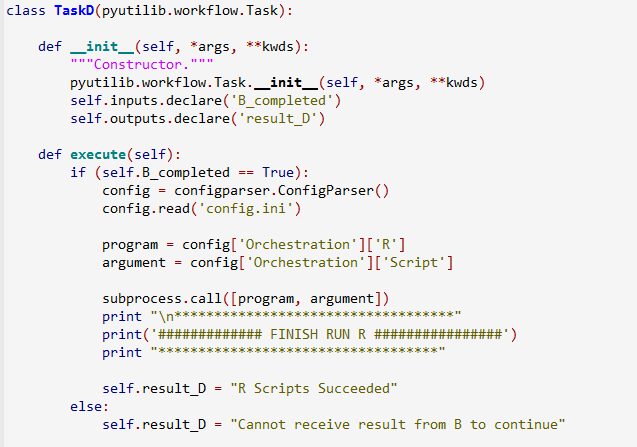 class TaskD(pyutilib.workflow.Task):
def __init__(self, *args, **kwds):
"""Constructor."""
pyutilib.workflow.Task.__init__(self, *args, **kwds)
self.inputs.declare('B_completed')
self.outputs.declare('result_D')
def execute(self):
if (self.B_completed == True):
config = configparser.ConfigParser()
config.read('config.ini')
program = config['Orchestration']['R']
argument = config['Orchestration']['Script']
subprocess.call([program, argument])
print "\n***********************************"
print('############# FINISH RUN R ################')
print "***********************************"
self.result_D = "R Scripts Succeeded"
else:
self.result_D = "Cannot receive result from B to continue"